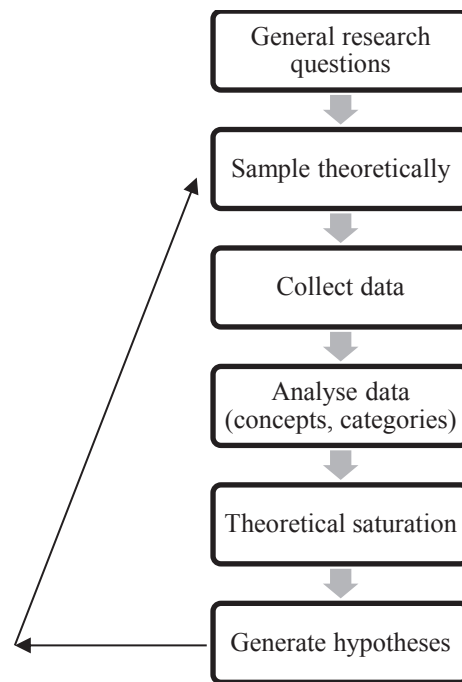 General research
questions
Sample theoretically
Collect data
Analyse data
(concepts, categories)
Theoretical saturation
Generate hypotheses